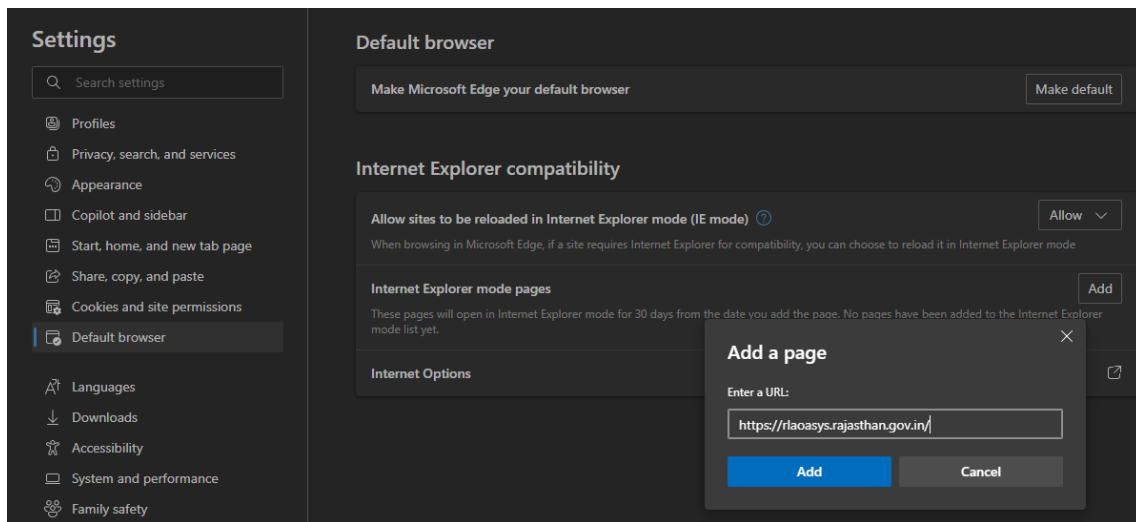 Settings
Search settings
Profiles
Privacy, search, and services
Appearance
Copilot and sidebar
Start, home, and new tab page
Share, copy, and paste
Cookies and site permissions
Default browser
Languages
Downloads
Accessibility
System and performance
Family safety
Default browser
Make Microsoft Edge your default browser
Make default
Internet Explorer compatibility
Allow sites to be reloaded in Internet Explorer mode (IE mode)
Allow
When browsing in Microsoft Edge, if a site requires Internet Explorer for compatibility, you can choose to reload it in Internet Explorer mode
Internet Explorer mode pages
Add
These pages will open in Internet Explorer mode for 30 days from the date you add the page. No pages have been added to the Internet Explorer
mode list yet.
Internet Options
Add a page
Enter a URL:
https://rlaoasys.rajasthan.gov.in/
Add
Cancel